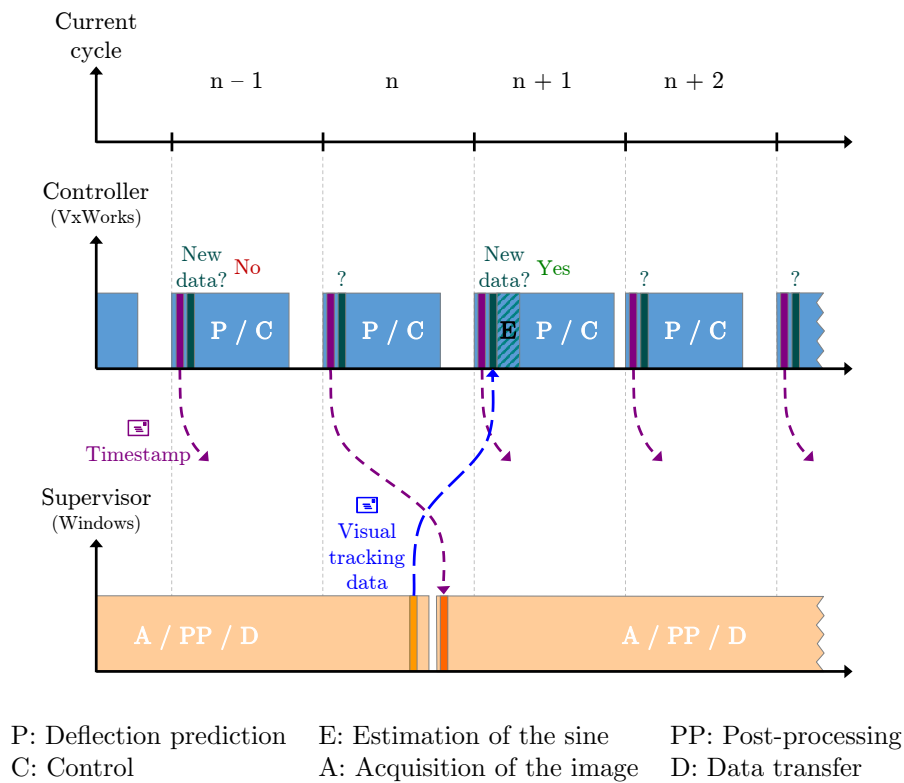 Current
cycle
n – 1
n
n + 1
n + 2
Controller
(VxWorks)
New
data?
No
?
New
data?
Yes
?
?
P / C
P / C
E
P / C
P / C
Timestamp
Supervisor
(Windows)
Visual
tracking
data
A / PP / D
A / PP / D
P: Deflection prediction
E: Estimation of the sine
PP: Post-processing
C: Control
A: Acquisition of the image
D: Data transfer